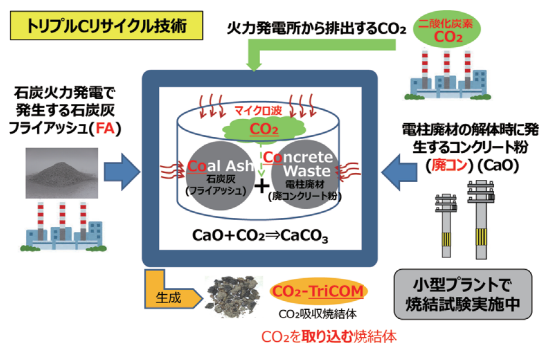 トリプルCリサイクル技術
火力発電所から排出するCO₂
二酸化炭素
CO₂
石炭火力発電で
発生する石炭灰
フライアッシュ(FA)
マイクロ波
CO₂
Coal Ash
石炭灰
(フライアッシュ)
+
Concrete
Waste
電柱廃材
(廃コンクリート粉)
CaO+CO₂⇒CaCO₃
電柱廃材の解体時に発
生するコンクリート粉
(廃コン)(CaO)
生成
CO₂-TriCOM
CO₂吸収焼結体
CO₂を取り込む焼結体
小型プラントで
焼結試験実施中